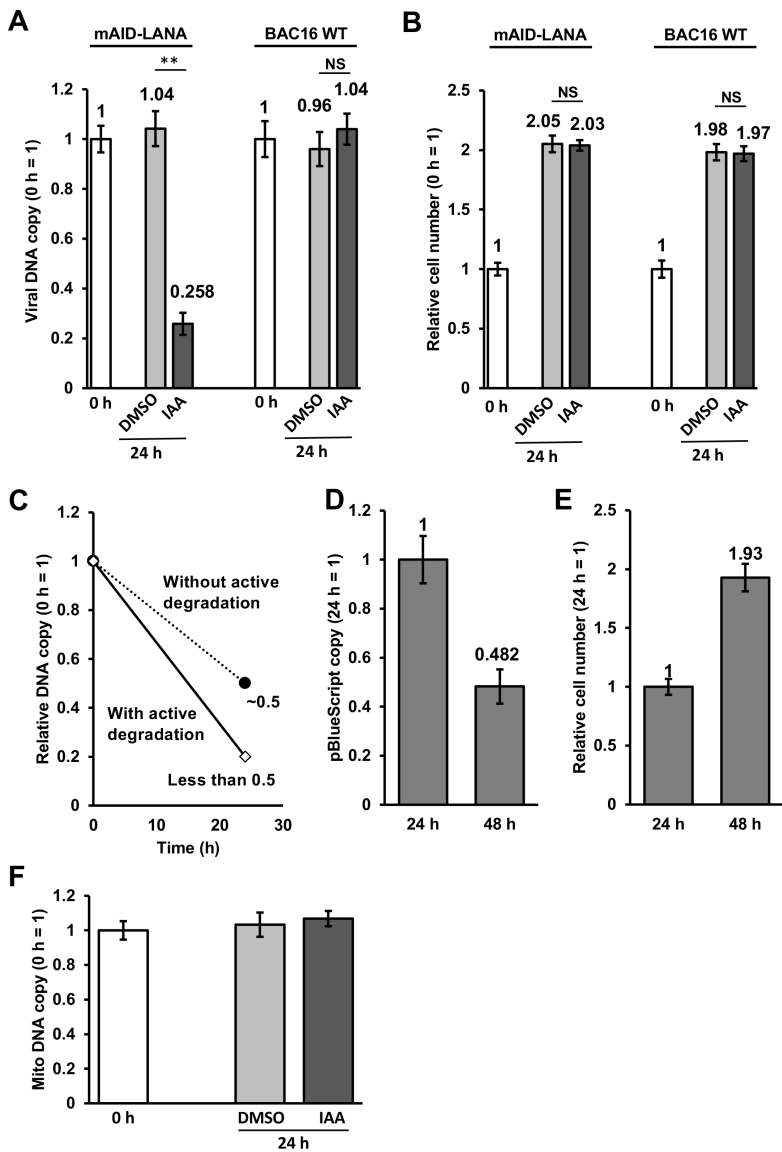 A
mAID-LANA
BAC16 WT
**
NS
1
1.04
0.258
1
0.96
1.04
Viral DNA copy (0 h = 1)
1.2
1
0.8
0.6
0.4
0.2
0
0 h
DMSO
IAA
24 h
0 h
DMSO
IAA
24 h
B
mAID-LANA
BAC16 WT
NS
NS
1
2.05
2.03
1
1.98
1.97
Relative cell number (0 h = 1)
2.5
2
1.5
1
0.5
0
0 h
DMSO
IAA
24 h
0 h
DMSO
IAA
24 h
C
Relative DNA copy (0 h = 1)
1.2
1
0.8
0.6
0.4
0.2
0
Without active
degradation
~0.5
With active
degradation
Less than 0.5
0
10
20
30
Time (h)
D
pBlueScript copy (24 h = 1)
1.2
1
0.8
0.6
0.4
0.2
0
1
0.482
24 h
48 h
E
Relative cell number (24 h = 1)
2.5
2
1.5
1
0.5
0
1
1.93
24 h
48 h
F
Mito DNA copy (0 h = 1)
1.2
1
0.8
0.6
0.4
0.2
0
0 h
DMSO
IAA
24 h